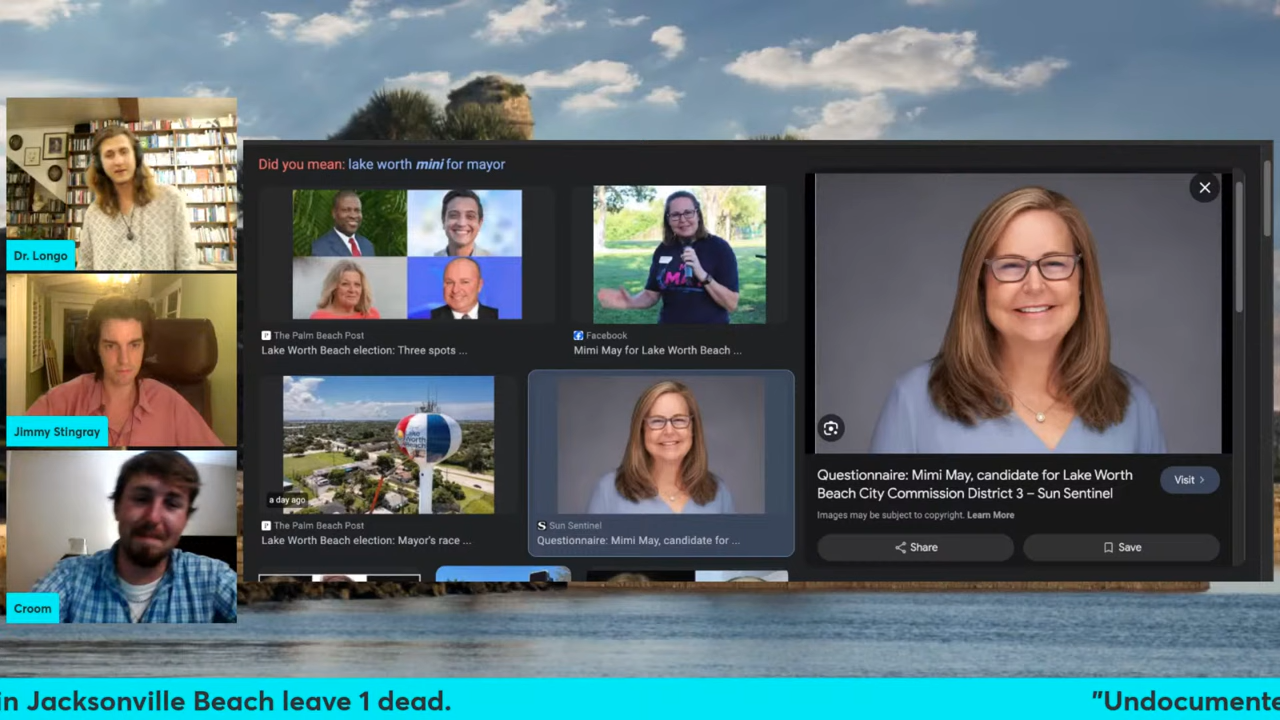 Dr. Longo
Jimmy Stingray
Croom
Did you mean: lake worth mini for mayor
The Palm Beach Post
Lake Worth Beach election: Three spots ...
Facebook
Mimi May for Lake Worth Beach ...
Lake Worth Beach
a day ago
The Palm Beach Post
Lake Worth Beach election: Mayor's race ...
S Sun Sentinel
Questionnaire: Mimi May, candidate for ...
Questionnaire: Mimi May, candidate for Lake Worth
Beach City Commission District 3 – Sun Sentinel
Visit
Images may be subject to copyright. Learn More
Share
Save
in Jacksonville Beach leave 1 dead.
"Undocumente